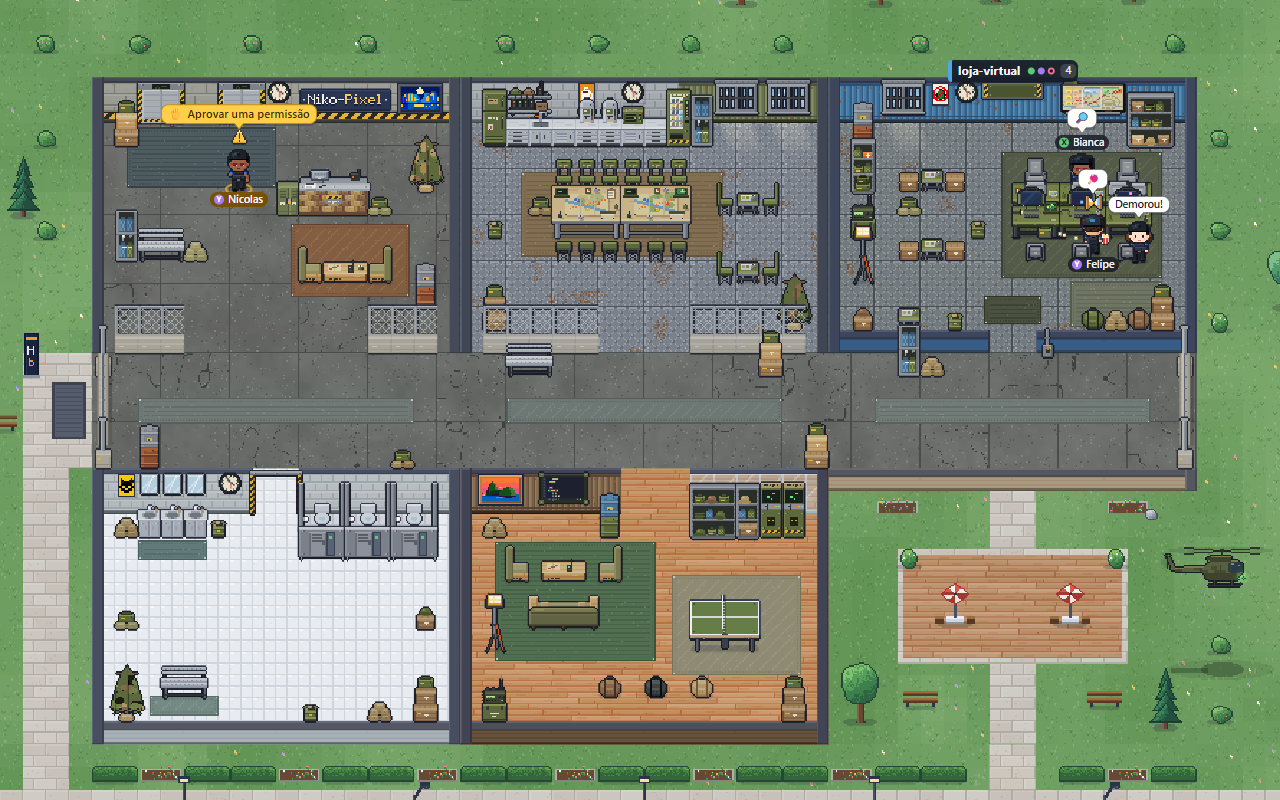 loja-virtual 4
Niko-Pixel
Aprovar uma permissão
X Bianca
Y Nicolas
Demorou!
Y Felipe
H